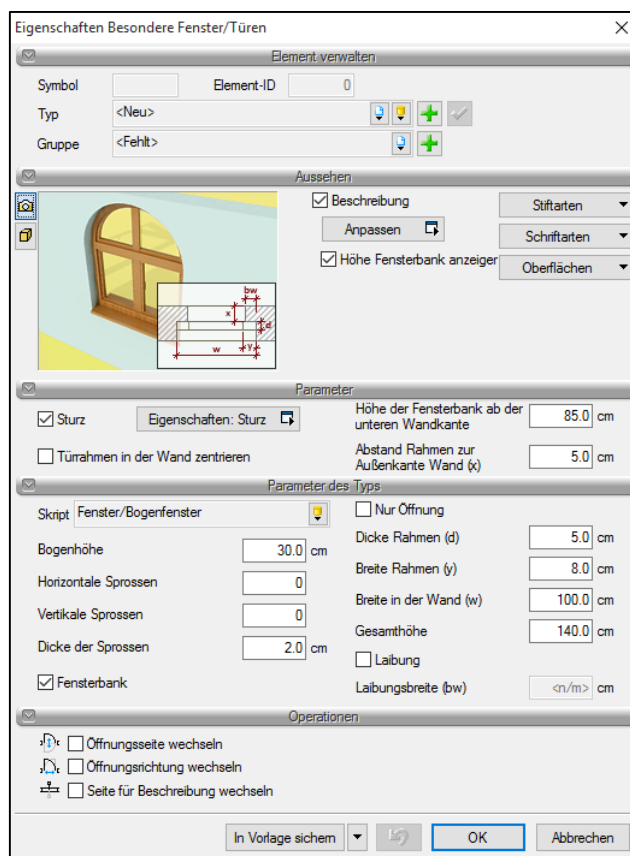 Eigenschaften Besondere Fenster/Türen
Element verwalten
Symbol Element-ID 0
Typ <Neu>
Gruppe <Fehlt>
Aussehen
Beschreibung
Anpassen
Höhe Fensterbank anzeiger
Stiftarten
Schriftarten
Oberflächen
bw
x
d
w
y
Parameter
Sturz Eigenschaften: Sturz
Türrahmen in der Wand zentrieren
Höhe der Fensterbank ab der
unteren Wandkante 85.0 cm
Abstand Rahmen zur
Außenkante Wand (x) 5.0 cm
Parameter des Typs
Skript Fenster/Bogenfenster
Bogenhöhe 30.0 cm
Horizontale Sprossen 0
Vertikale Sprossen 0
Dicke der Sprossen 2.0 cm
Fensterbank
Nur Öffnung
Dicke Rahmen (d) 5.0 cm
Breite Rahmen (y) 8.0 cm
Breite in der Wand (w) 100.0 cm
Gesamthöhe 140.0 cm
Laibung
Laibungsbreite (bw) <n/m> cm
Operationen
Öffnungsseite wechseln
Öffnungsrichtung wechseln
Seite für Beschreibung wechseln
In Vorlage sichern OK Abbrechen